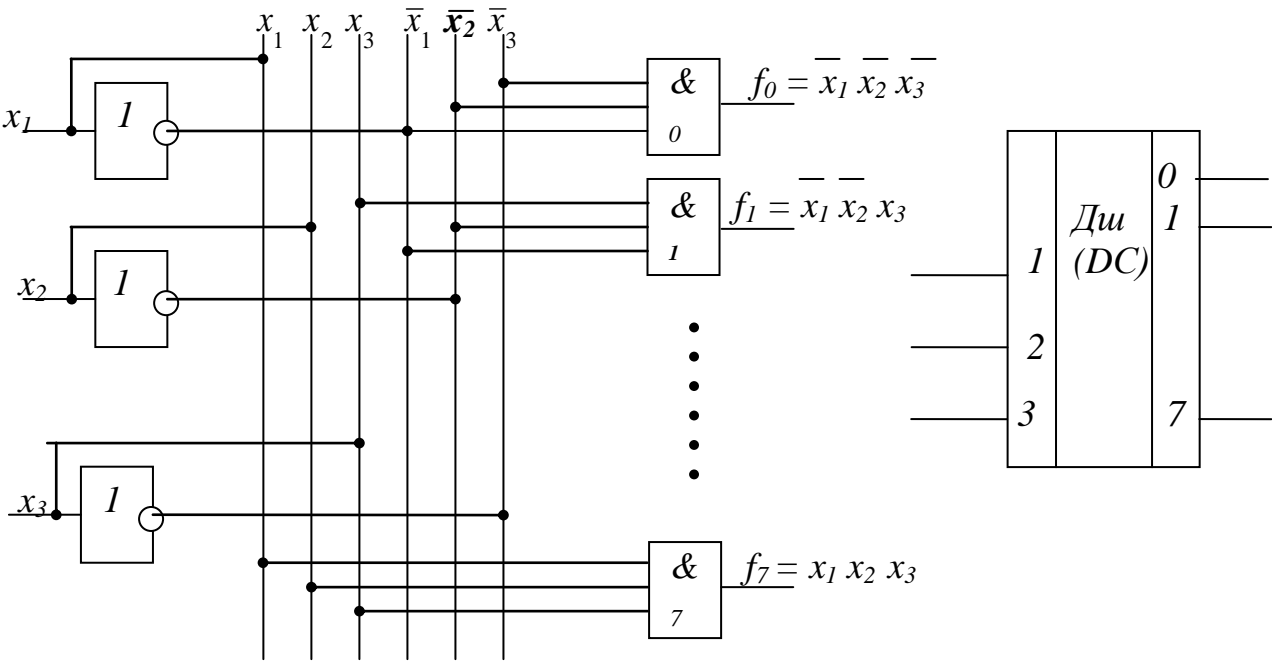 x₁ x₂ x₃ x̅₁ x̅₂ x̅₃
x₁
1
&
0
f₀ = x̅₁ x̅₂ x̅₃
&
1
f₁ = x̅₁ x̅₂ x₃
x₂
1
x₃
1
&
7
f₇ = x₁ x₂ x₃
1
2
3
Дш
(DC)
0
1
7